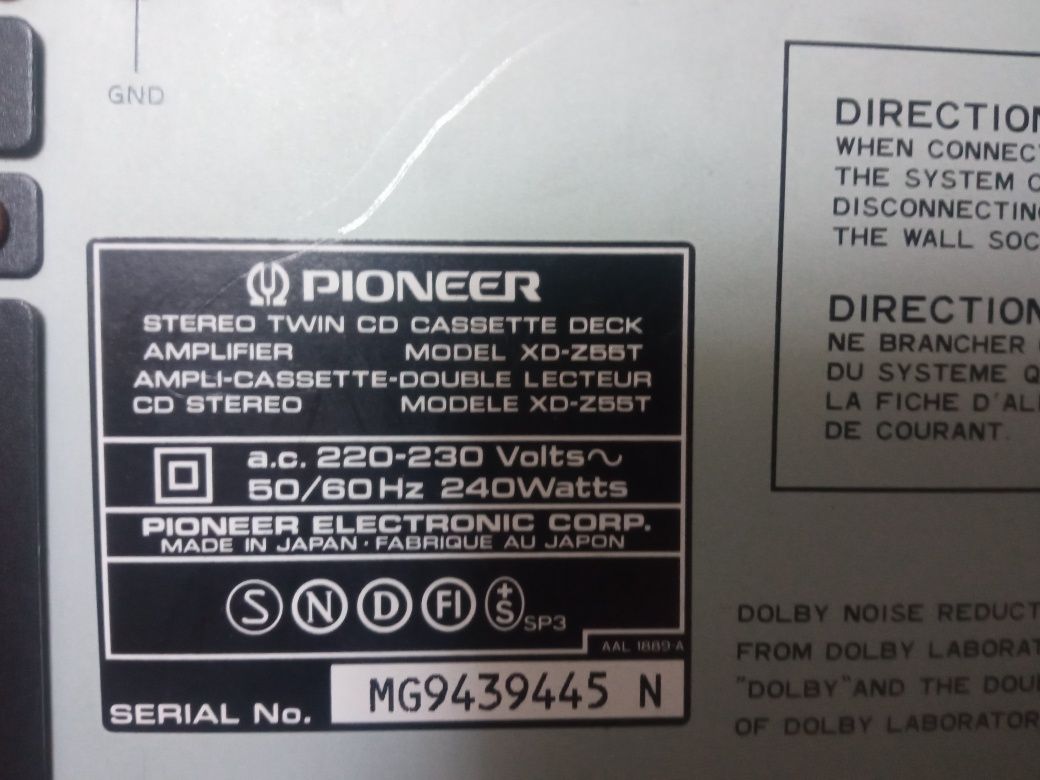 GND
PIONEER
STEREO TWIN CD CASSETTE DECK
AMPLIFIER MODEL XD-Z55T
AMPLI-CASSETTE-DOUBLE LECTEUR
CD STEREO MODELE XD-Z55T
a.c. 220-230 Volts~
50/60Hz 240Watts
PIONEER ELECTRONIC CORP.
MADE IN JAPAN · FABRIQUE AU JAPON
S N D FI +S SP3
AAL 1889-A
SERIAL No. MG9439445 N
DIRECTION
WHEN CONNEC
THE SYSTEM
DISCONNECTING
THE WALL SOC
DIRECTION
NE BRANCHER
DU SYSTEME Q
LA FICHE D'AL
DE COURANT.
DOLBY NOISE REDUCT
FROM DOLBY LABORAT
"DOLBY" AND THE DOU
OF DOLBY LABORATOR